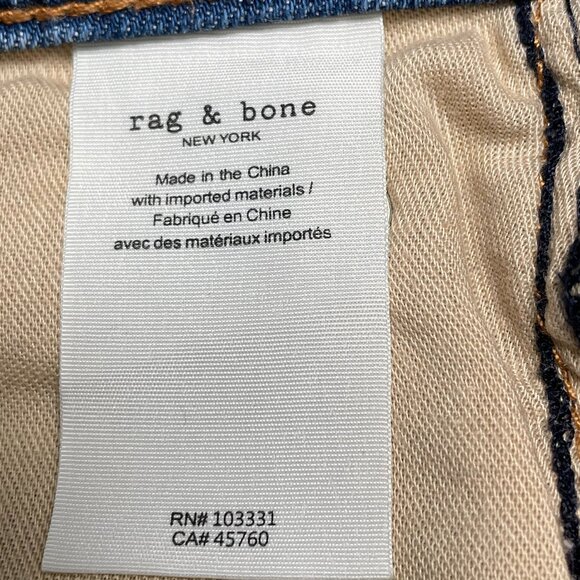 rag & bone
NEW YORK
Made in the China
with imported materials /
Fabriqué en Chine
avec des matériaux importés
RN# 103331
CA# 45760